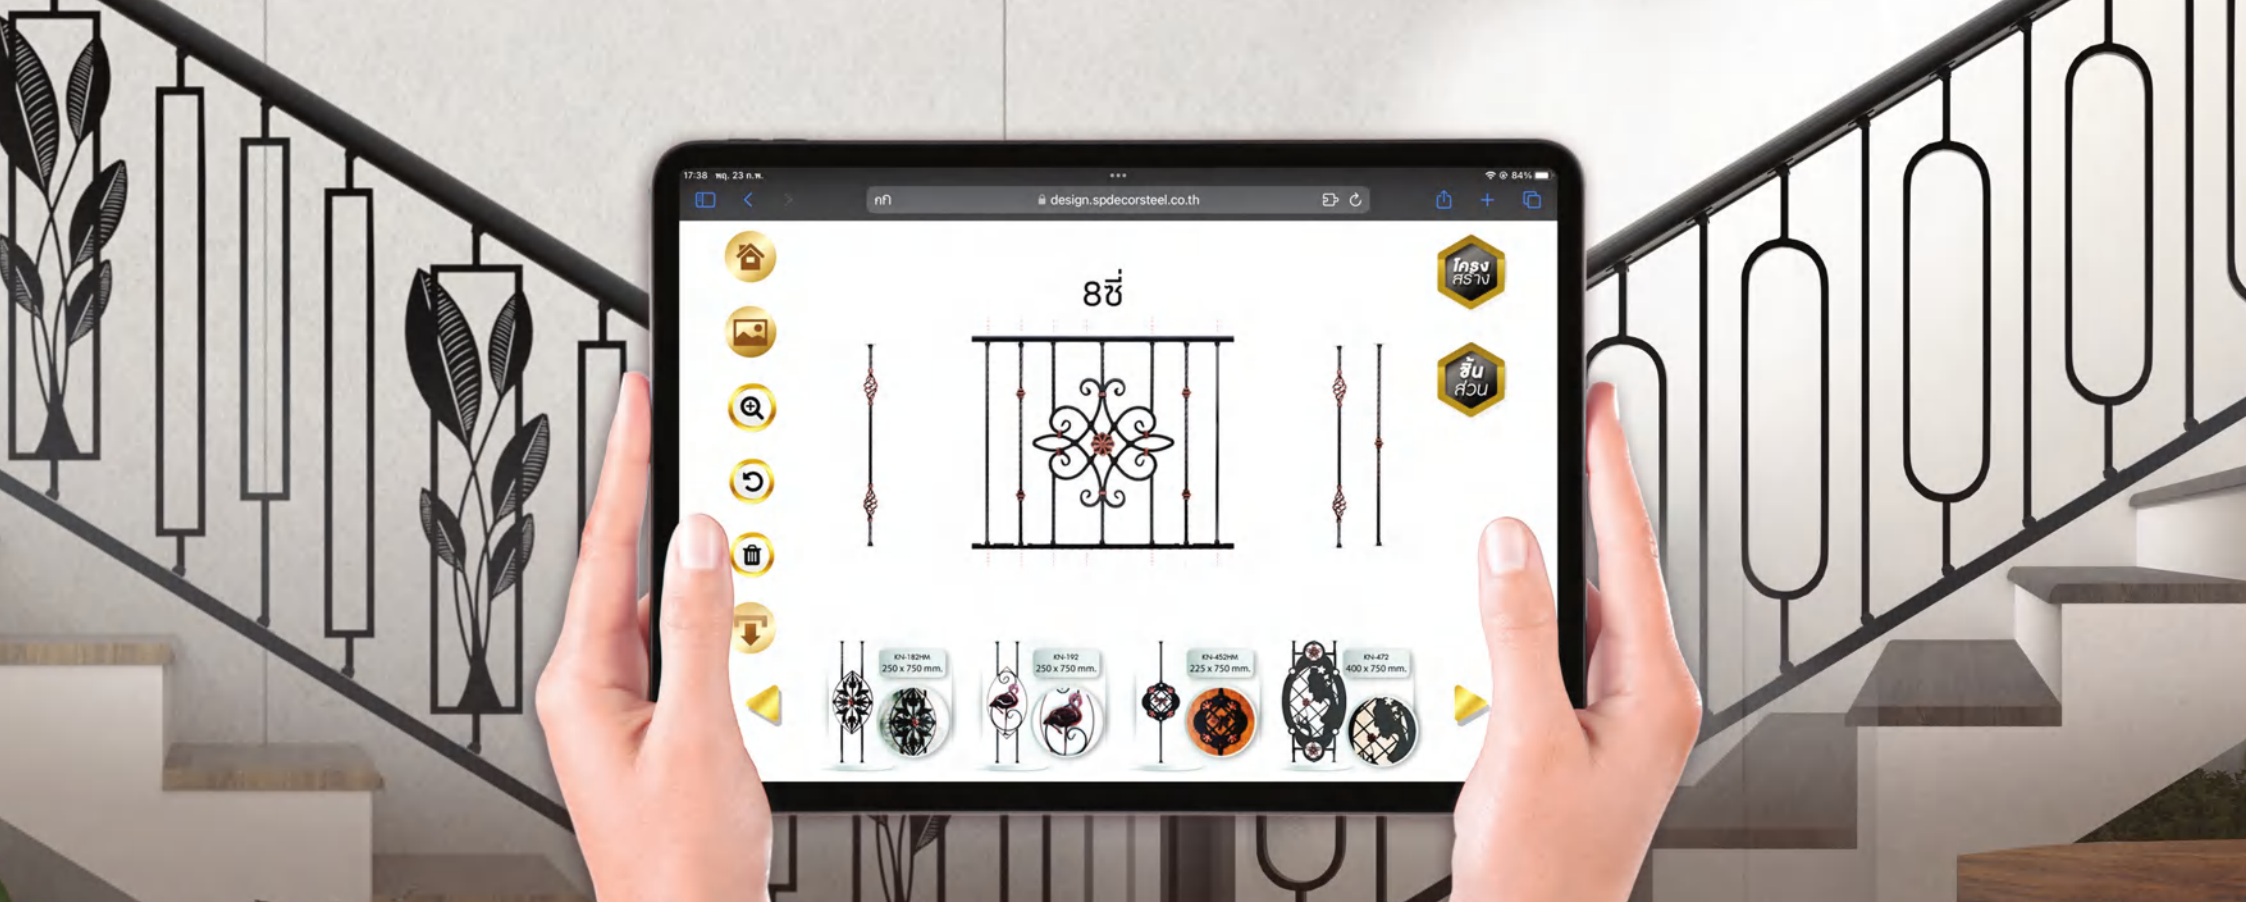 17:38 พฤ. 23 ก.พ.
84%
กก
design.spdecorsteel.co.th
8ซี่
โครง
สร้าง
ชิ้น
ส่วน
KN-182HM
250 x 750 mm.
KN-192
250 x 750 mm.
KN-452HM
225 x 750 mm.
KN-472
400 x 750 mm.